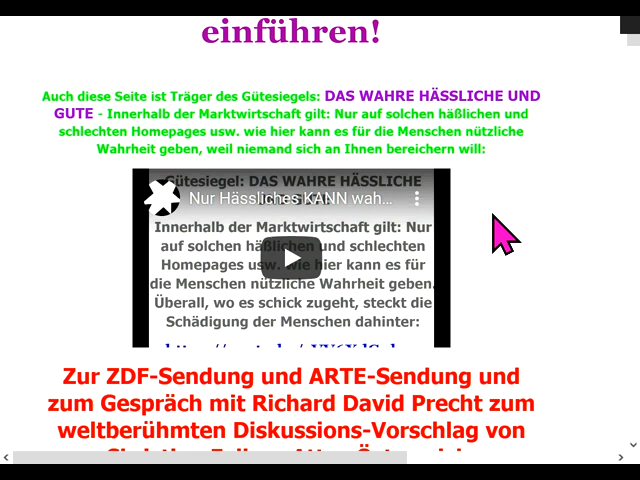 einführen!
Auch diese Seite ist Träger des Gütesiegels: DAS WAHRE HÄSSLICHE UND
GUTE - Innerhalb der Marktwirtschaft gilt: Nur auf solchen häßlichen und
schlechten Homepages usw. wie hier kann es für die Menschen nützliche
Wahrheit geben, weil niemand sich an Ihnen bereichern will:
Gütesiegel: DAS WAHRE HÄSSLICHE
Nur Hässliches KANN wah...
Innerhalb der Marktwirtschaft gilt: Nur
auf solchen häßlichen und schlechten
Homepages usw. wie hier kann es für
die Menschen nützliche Wahrheit geben.
Überall, wo es schick zugeht, steckt die
Schädigung der Menschen dahinter:
Zur ZDF-Sendung und ARTE-Sendung und
zum Gespräch mit Richard David Precht zum
weltberühmten Diskussions-Vorschlag von